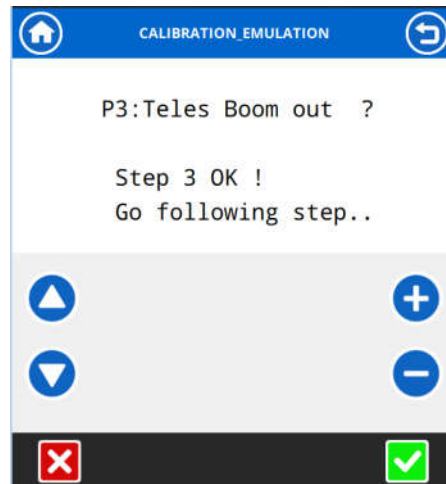 CALIBRATION_EMULATION
P3:Teles Boom out ?
Step 3 OK !
Go following step..